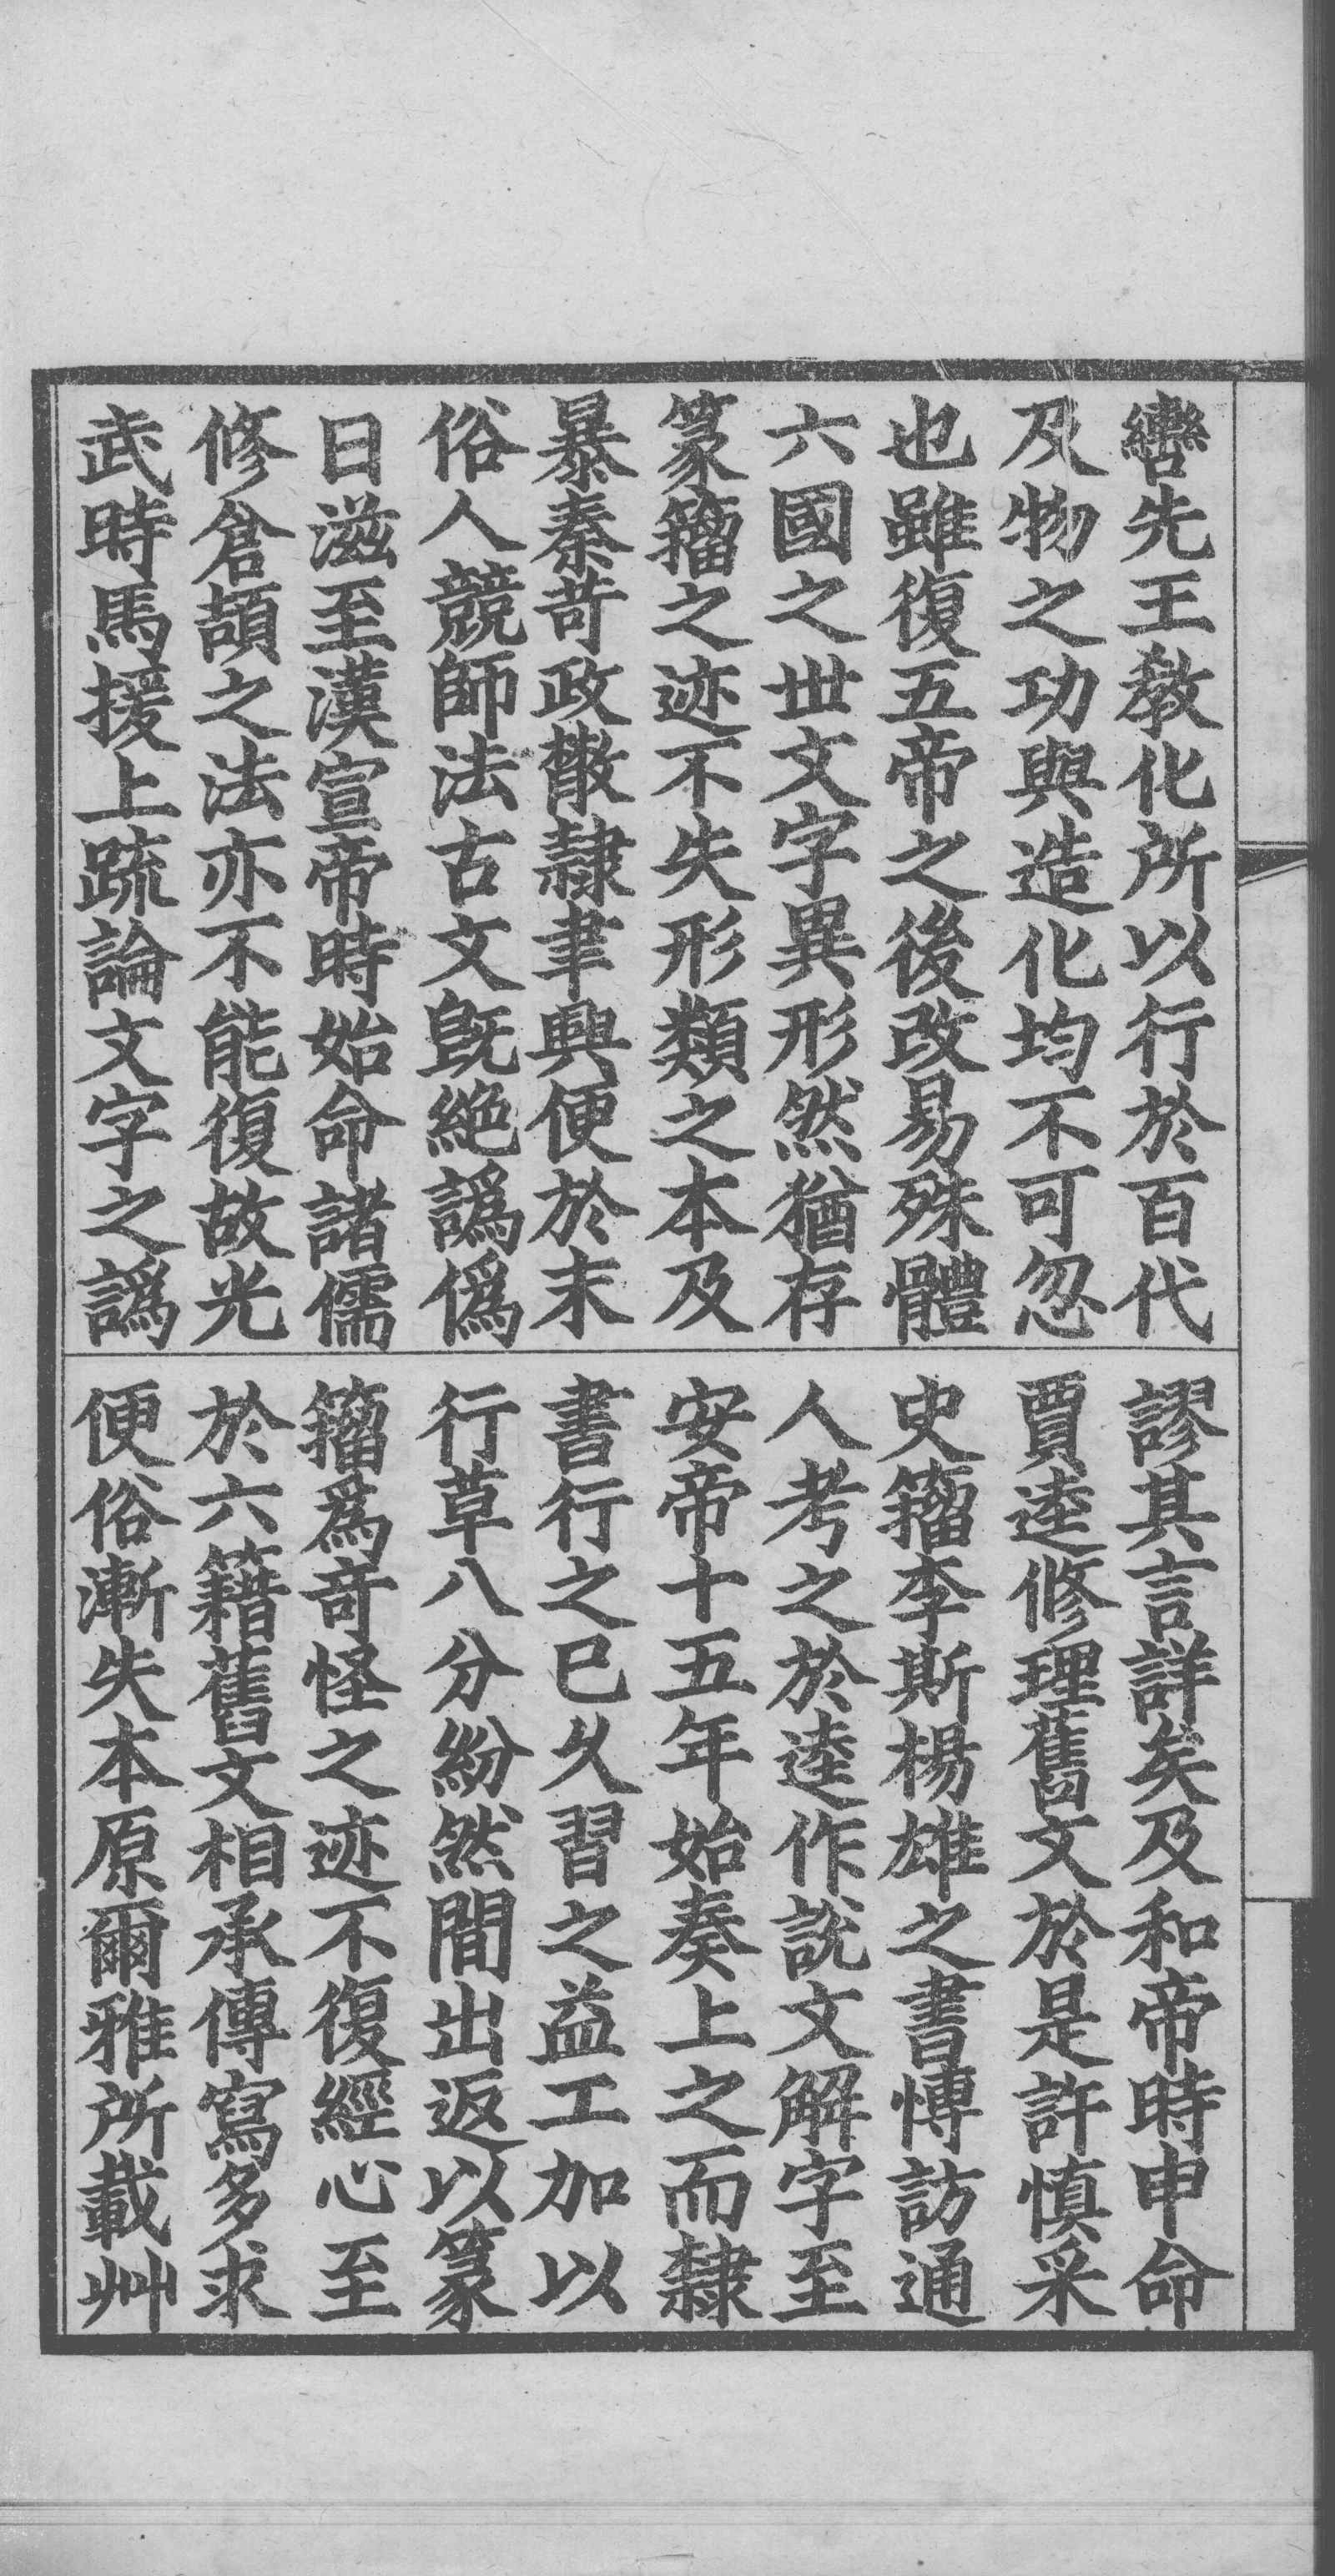 轡先王教化所以行於百代
及物之功與造化均不可忽
也雖復五帝之後改易殊體
六國之世文字異形然猶存
篆籀之迹不失形類之本及
暴秦苛政散隸聿興便於末
俗人競師法古文旣絶譌僞
日滋至漢宣帝時始命諸儒
修倉頡之法亦不能復故光
武時馬援上疏論文字之譌
謬其言詳矣及和帝時申命
賈逵修理舊文於是許慎采
史籀李斯楊雄之書博訪通
人考之於逵作說文解字至
安帝十五年始奏上之而隸
書行之已久習之益工加以
行草八分紛然間出返以篆
籀爲竒怪之迹不復經心至
於六籍舊文相承傳寫多求
便俗漸失本原爾雅所載艸